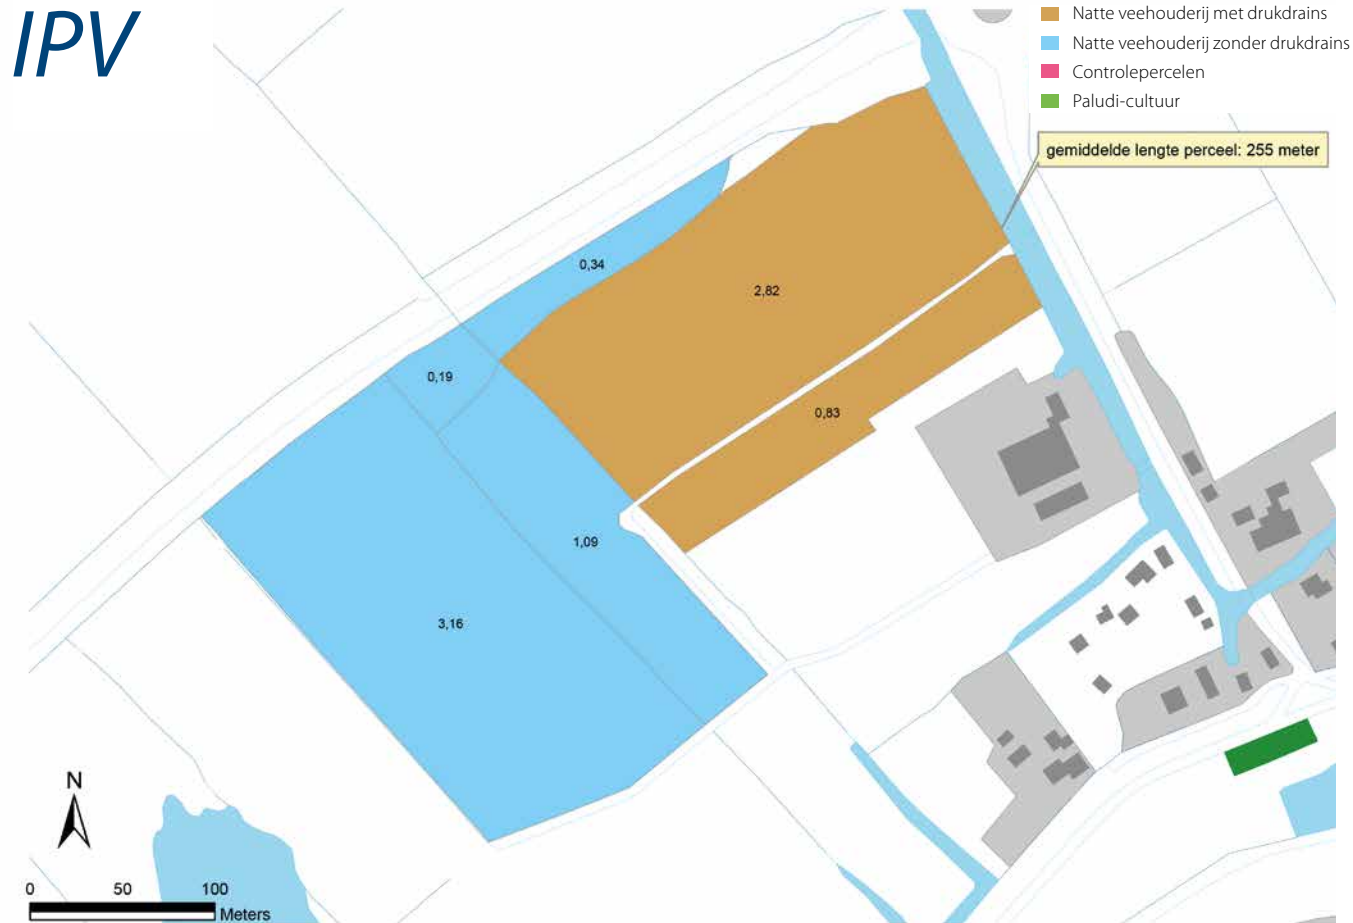 IPV
Natte veehouderij met drukdrains
Natte veehouderij zonder drukdrains
Controlepercelen
Paludi-cultuur
gemiddelde lengte perceel: 255 meter
0,34
2,82
0,19
0,83
1,09
3,16
N
0 50 100
Meters